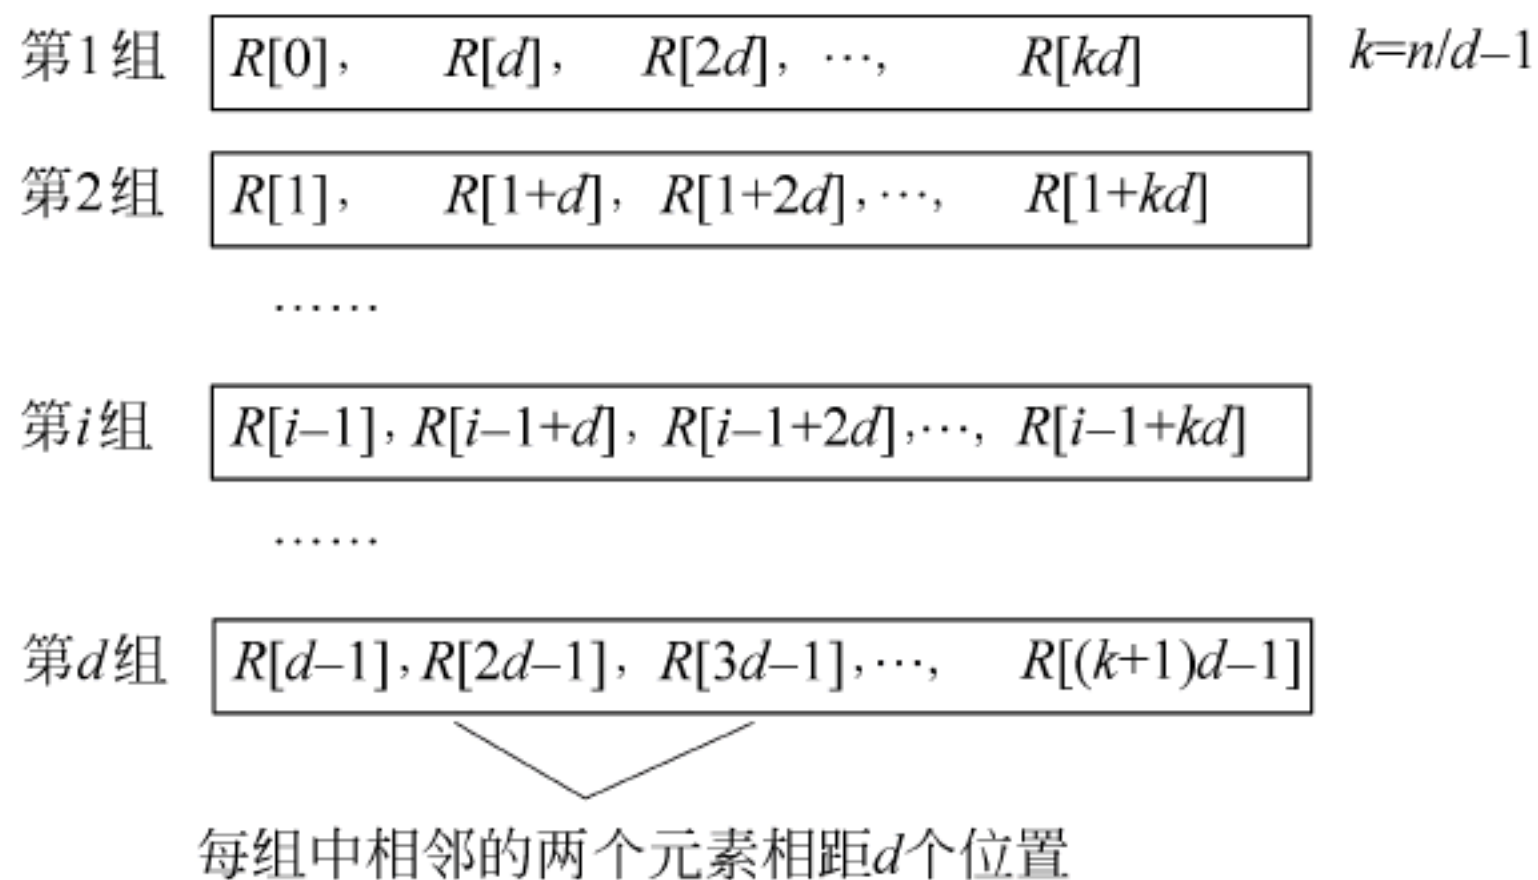 第1组 R[0], R[d], R[2d], ⋯, R[kd] k=n/d–1
第2组 R[1], R[1+d], R[1+2d],⋯, R[1+kd]
⋯⋯
第i组 R[i–1], R[i–1+d], R[i–1+2d],⋯, R[i–1+kd]
⋯⋯
第d组 R[d–1],R[2d–1], R[3d–1],⋯, R[(k+1)d–1]
每组中相邻的两个元素相距d个位置